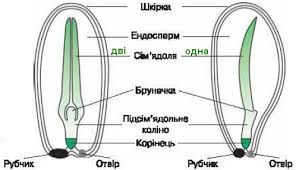 Шкірка
Ендосперм
дві Сім'ядоля одна
Брунечка
Підсім'ядольне
коліно
Корінець
Рубчик Отвір Рубчик Отвір